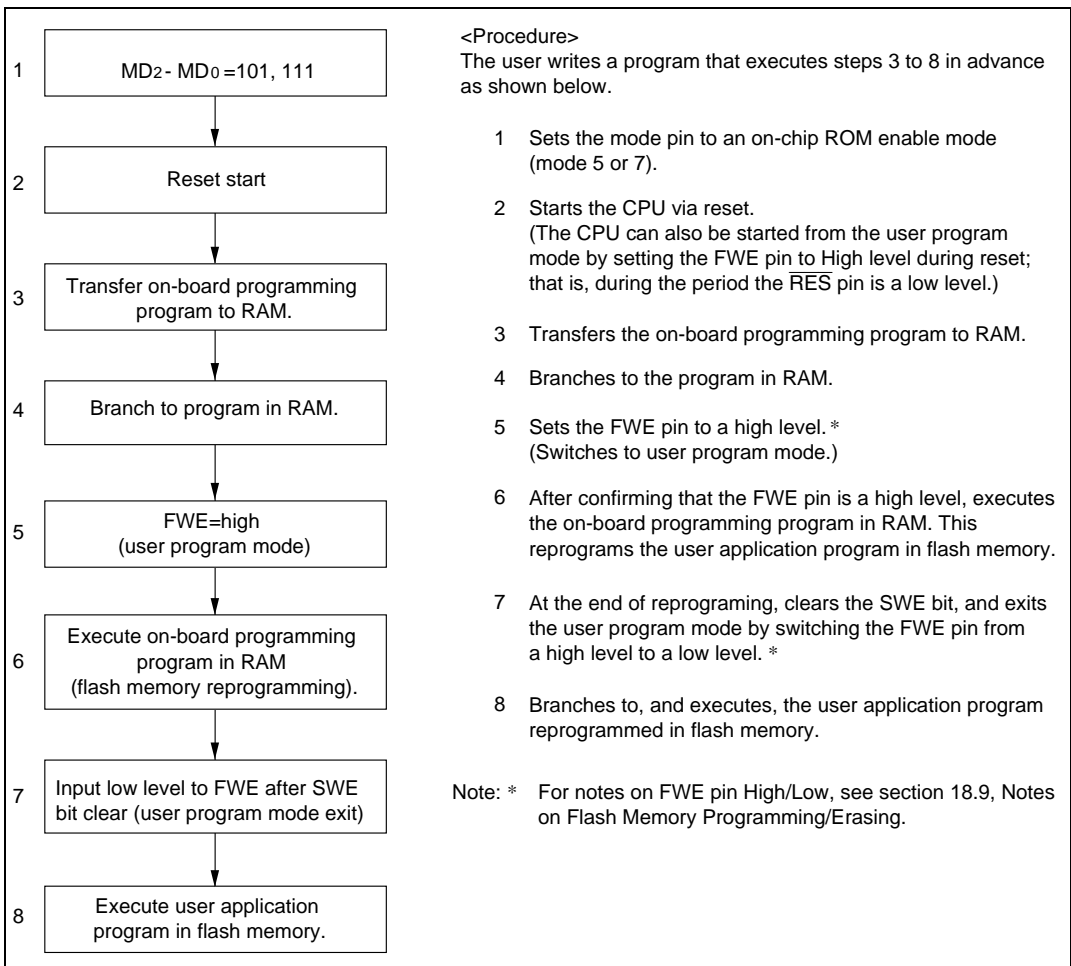 1
MD2 - MD0 =101, 111
2
Reset start
3
Transfer on-board programming
program to RAM.
4
Branch to program in RAM.
5
FWE=high
(user program mode)
6
Execute on-board programming
program in RAM
(flash memory reprogramming).
7
Input low level to FWE after SWE
bit clear (user program mode exit)
8
Execute user application
program in flash memory.
<Procedure>
The user writes a program that executes steps 3 to 8 in advance
as shown below.
1 Sets the mode pin to an on-chip ROM enable mode
(mode 5 or 7).
2 Starts the CPU via reset.
(The CPU can also be started from the user program
mode by setting the FWE pin to High level during reset;
that is, during the period the RES pin is a low level.)
3 Transfers the on-board programming program to RAM.
4 Branches to the program in RAM.
5 Sets the FWE pin to a high level. *
(Switches to user program mode.)
6 After confirming that the FWE pin is a high level, executes
the on-board programming program in RAM. This
reprograms the user application program in flash memory.
7 At the end of reprograming, clears the SWE bit, and exits
the user program mode by switching the FWE pin from
a high level to a low level. *
8 Branches to, and executes, the user application program
reprogrammed in flash memory.
Note: * For notes on FWE pin High/Low, see section 18.9, Notes
on Flash Memory Programming/Erasing.